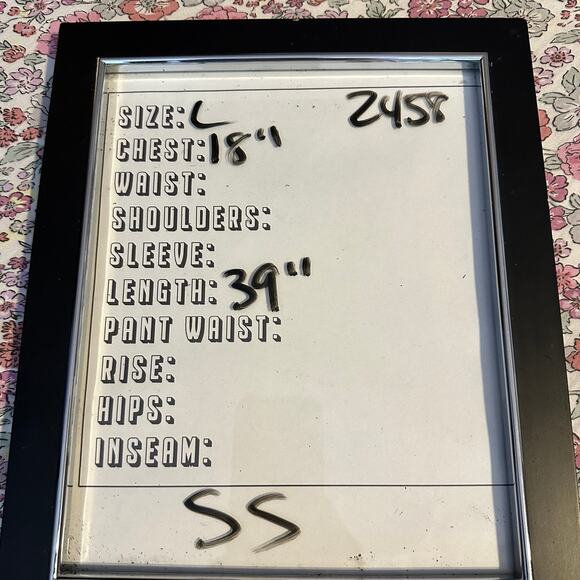 SIZE: L 2458
CHEST: 18"
WAIST:
SHOULDERS:
SLEEVE:
LENGTH: 39"
PANT WAIST:
RISE:
HIPS:
INSEAM:
SS